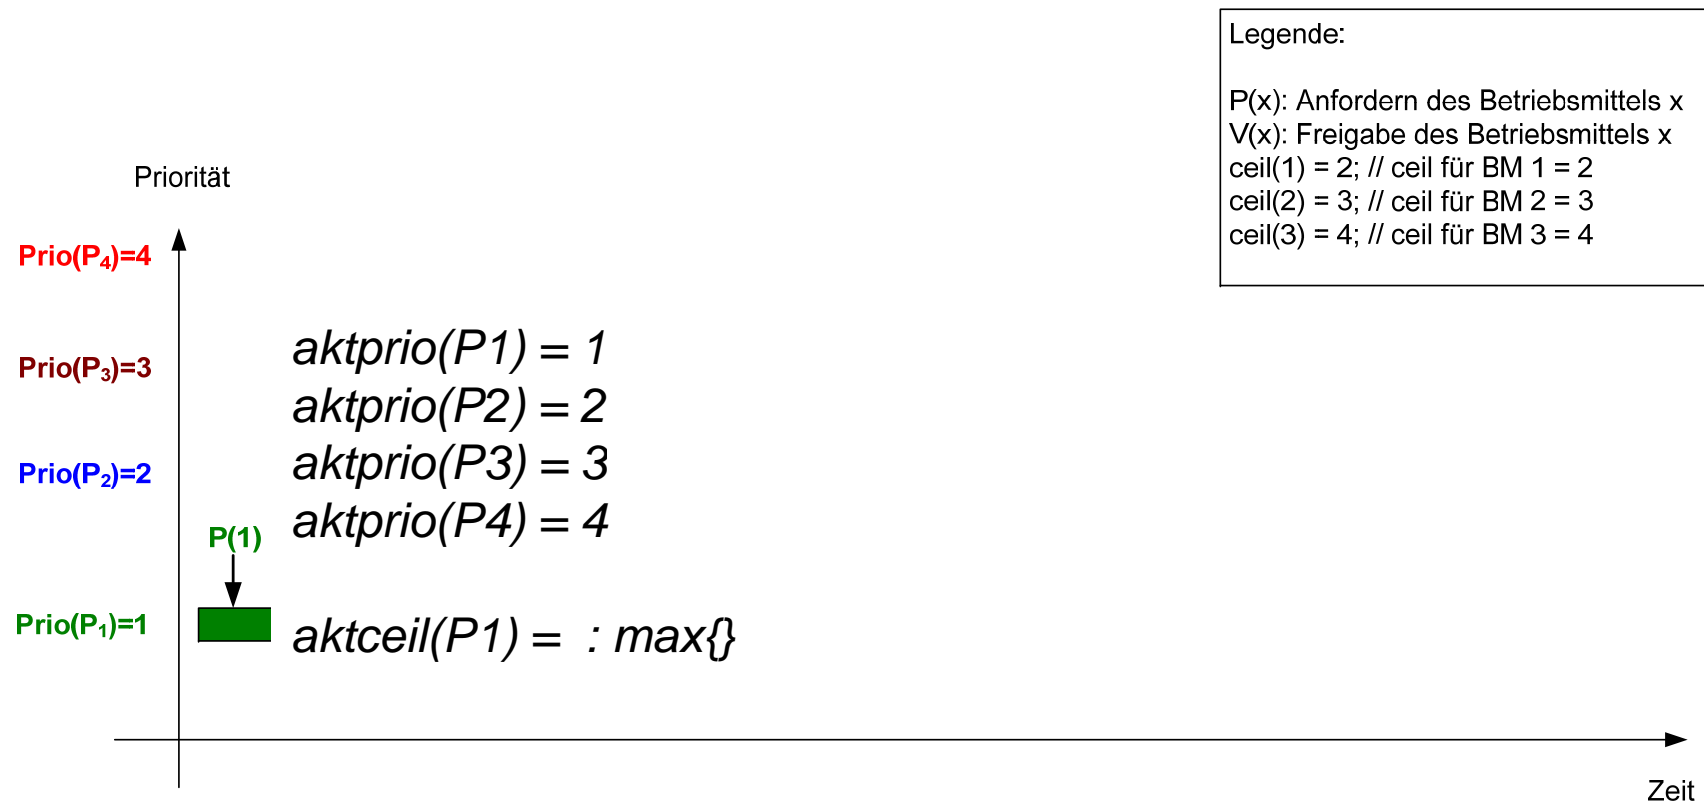 Legende:
P(x): Anfordern des Betriebsmittels x
V(x): Freigabe des Betriebsmittels x
ceil(1) = 2; // ceil für BM 1 = 2
ceil(2) = 3; // ceil für BM 2 = 3
ceil(3) = 4; // ceil für BM 3 = 4
Priorität
Prio(P₄)=4
Prio(P₃)=3
Prio(P₂)=2
Prio(P₁)=1
aktprio(P1) = 1
aktprio(P2) = 2
aktprio(P3) = 3
aktprio(P4) = 4
P(1)
aktceil(P1) = : max{}
Zeit